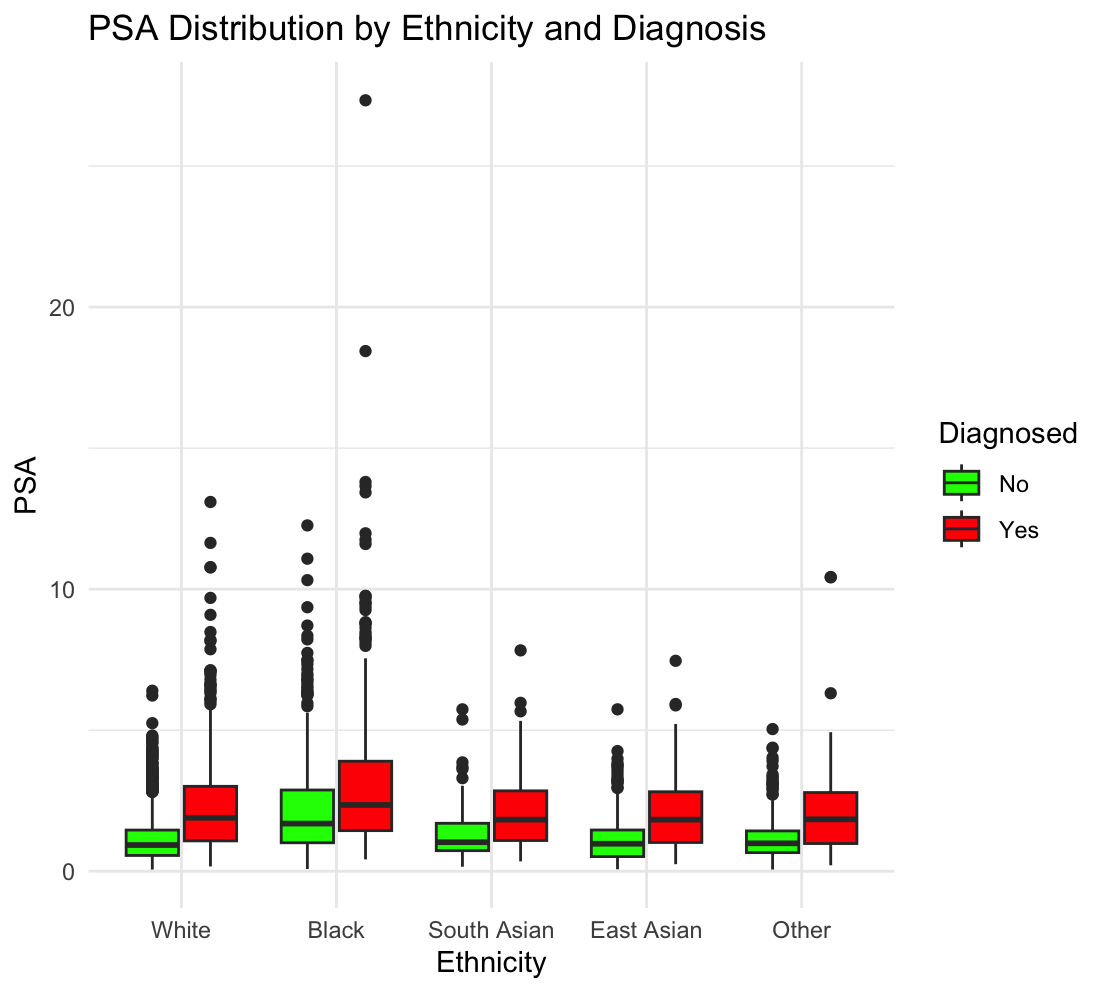 PSA Distribution by Ethnicity and Diagnosis
PSA
20
10
0
White Black South Asian East Asian Other
Ethnicity
Diagnosed
No
Yes